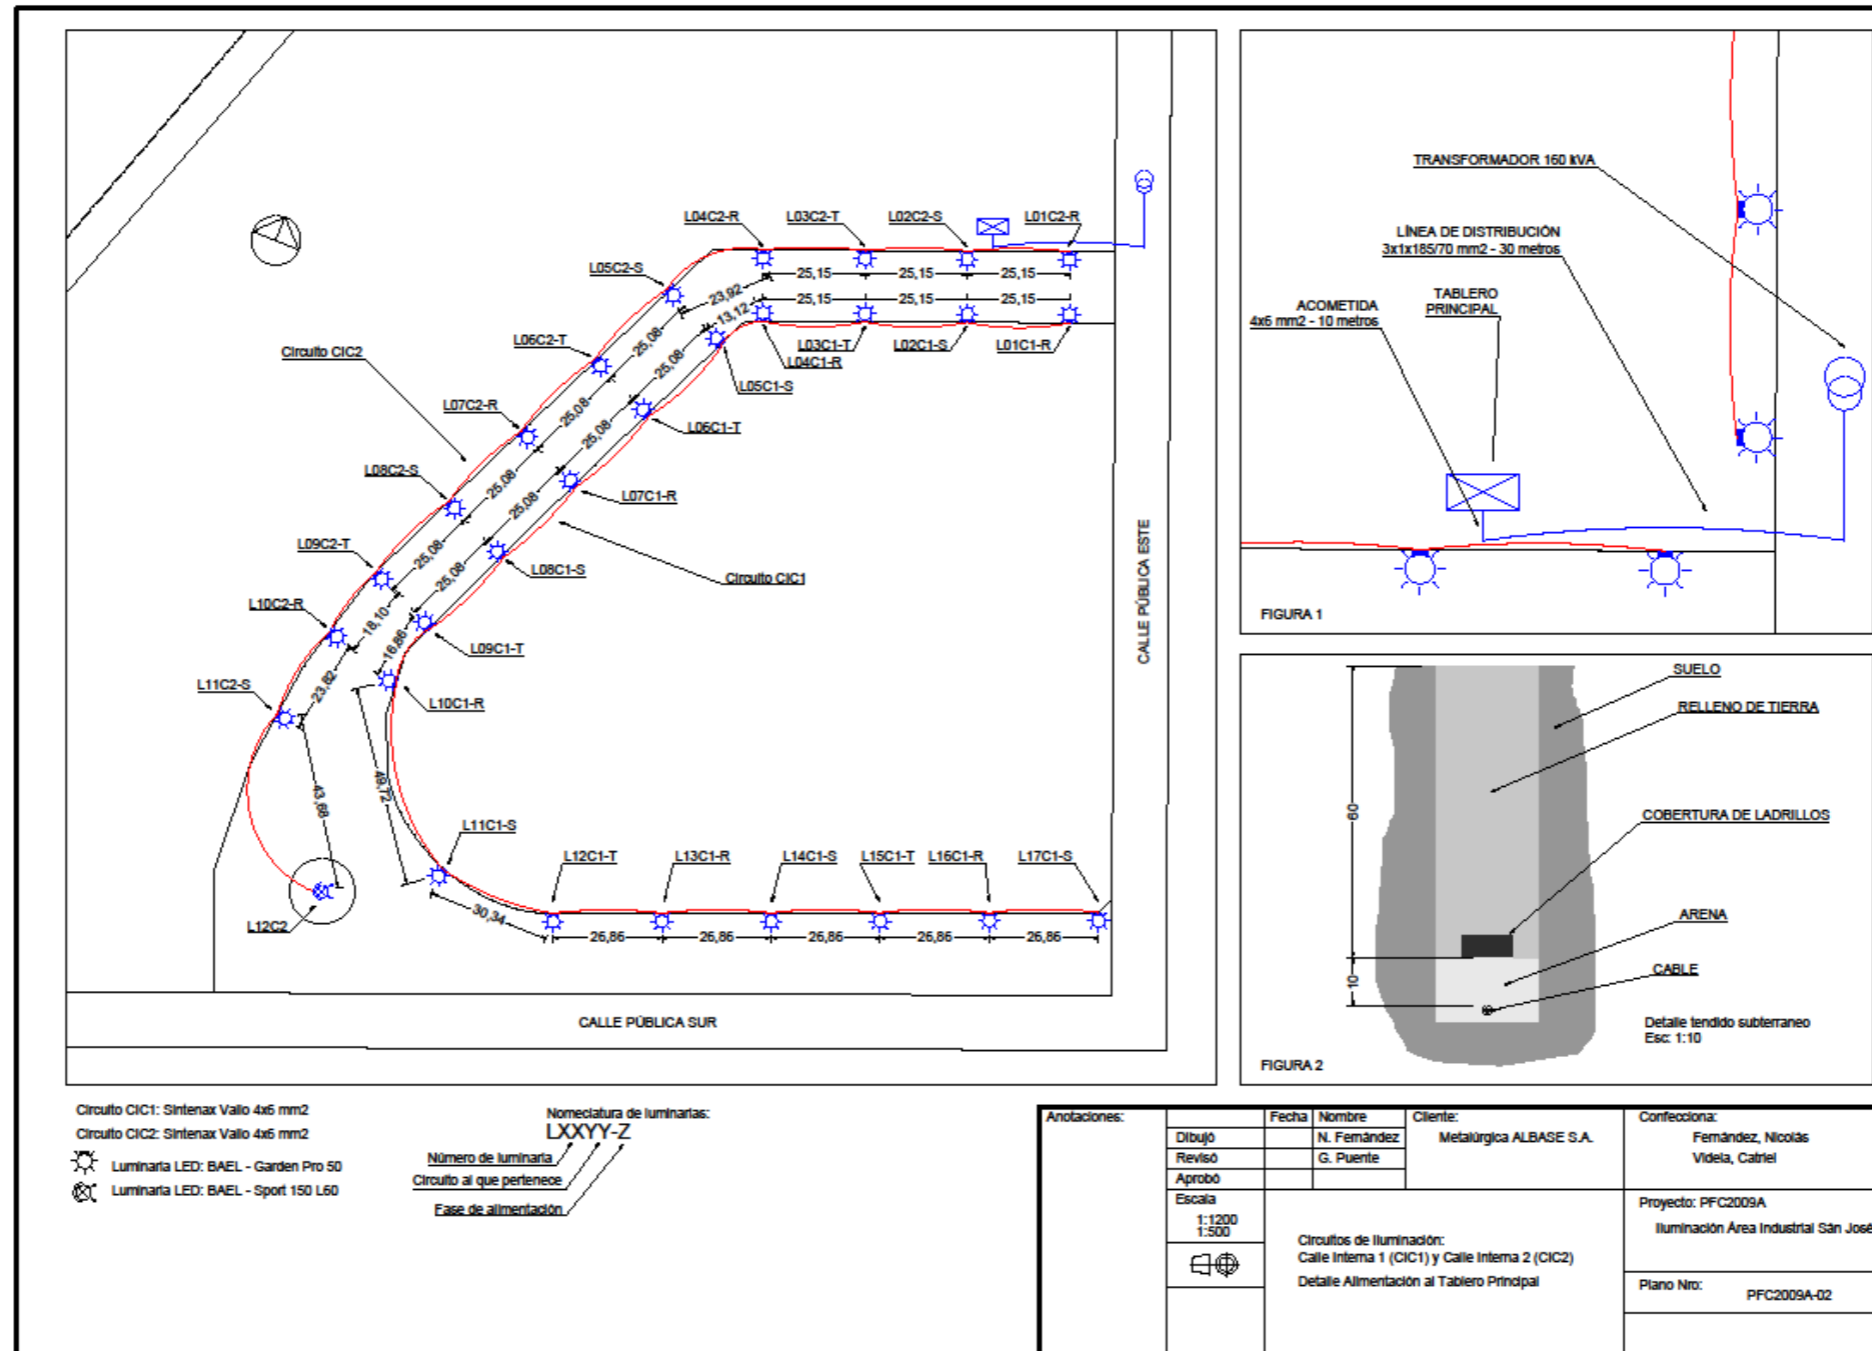 L04C2-R
L03C2-T
L02C2-S
L01C2-R
L05C2-S
25,15
25,15
25,15
23,92
25,15
25,15
25,15
13,12
L06C2-T
Circuito CIC2
25,08
25,08
L03C1-T
L02C1-S
L01C1-R
L04C1-R
L05C1-S
L07C2-R
25,08
25,08
L06C1-T
L08C2-S
25,08
25,08
L07C1-R
L09C2-T
25,08
25,08
L08C1-S
Circuito CIC1
L10C2-R
18,10
16,86
L09C1-T
L11C2-S
23,82
L10C1-R
43,68
49,72
L11C1-S
L12C1-T
L13C1-R
L14C1-S
L15C1-T
L16C1-R
L17C1-S
L12C2
30,34
26,86
26,86
26,86
26,86
26,86
CALLE PÚBLICA ESTE
CALLE PÚBLICA SUR
TRANSFORMADOR 160 kVA
LÍNEA DE DISTRIBUCIÓN
3x1x185/70 mm2 - 30 metros
ACOMETIDA
4x6 mm2 - 10 metros
TABLERO
PRINCIPAL
FIGURA 1
SUELO
RELLENO DE TIERRA
60
COBERTURA DE LADRILLOS
ARENA
10
CABLE
Detalle tendido subterraneo
Esc: 1:10
FIGURA 2
Circuito CIC1: Sintenax Valio 4x6 mm2
Circuito CIC2: Sintenax Valio 4x6 mm2
Luminaria LED: BAEL - Garden Pro 50
Luminaria LED: BAEL - Sport 150 L60
Nomeclatura de luminarias:
LXXYY-Z
Número de luminaria
Circuito al que pertenece
Fase de alimentación
Anotaciones:
Fecha
Nombre
Dibujó
N. Fernández
Revisó
G. Puente
Aprobó
Cliente:
Metalúrgica ALBASE S.A.
Confecciona:
Fernández, Nicolás
Videla, Catriel
Escala
1:1200
1:500
Circuitos de Iluminación:
Calle Interna 1 (CIC1) y Calle Interna 2 (CIC2)
Detalle Alimentación al Tablero Principal
Proyecto: PFC2009A
Iluminación Área Industrial San José
Plano Nro:
PFC2009A-02